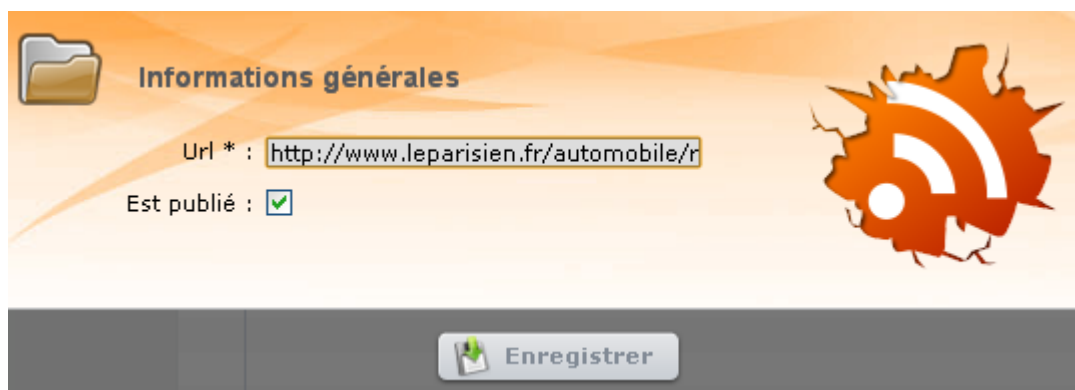 Informations générales
Url * : http://www.leparisien.fr/automobile/r
Est publié :
Enregistrer